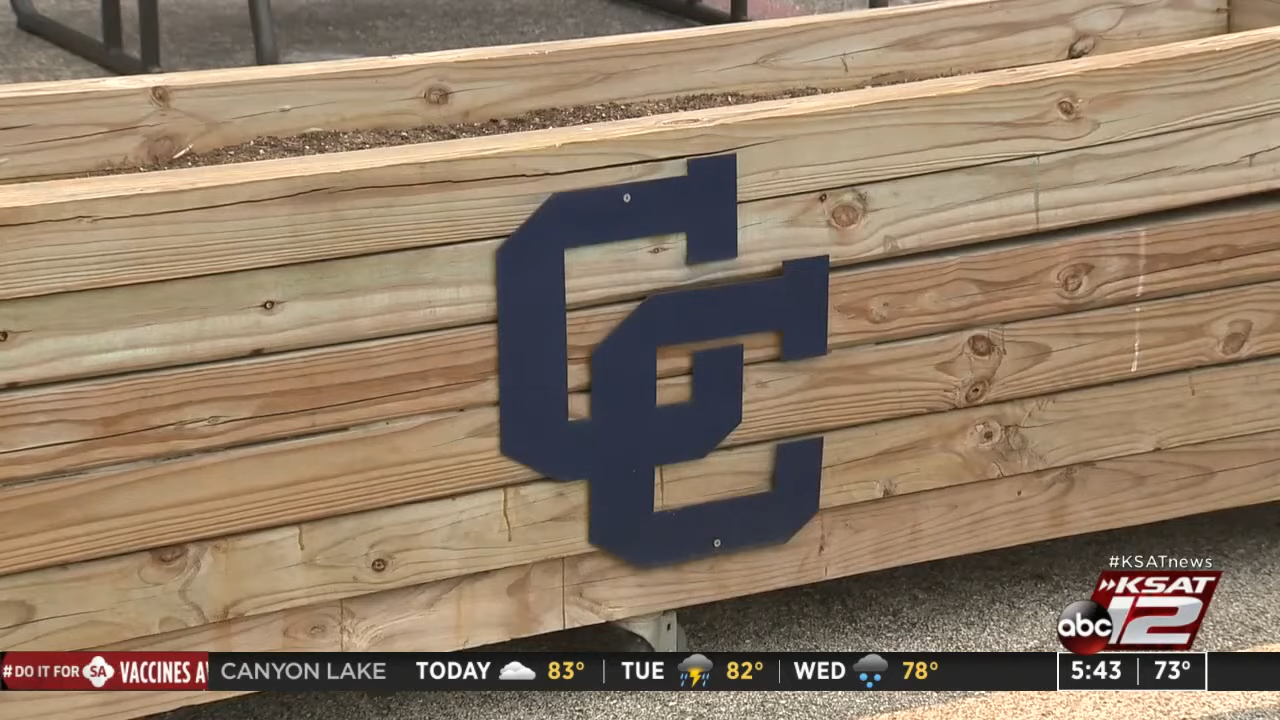 CC
#KSATnews
KSAT
abc 12
#DO IT FOR SA VACCINES
CANYON LAKE TODAY 83° TUE 82° WED 78° 5:43 73°